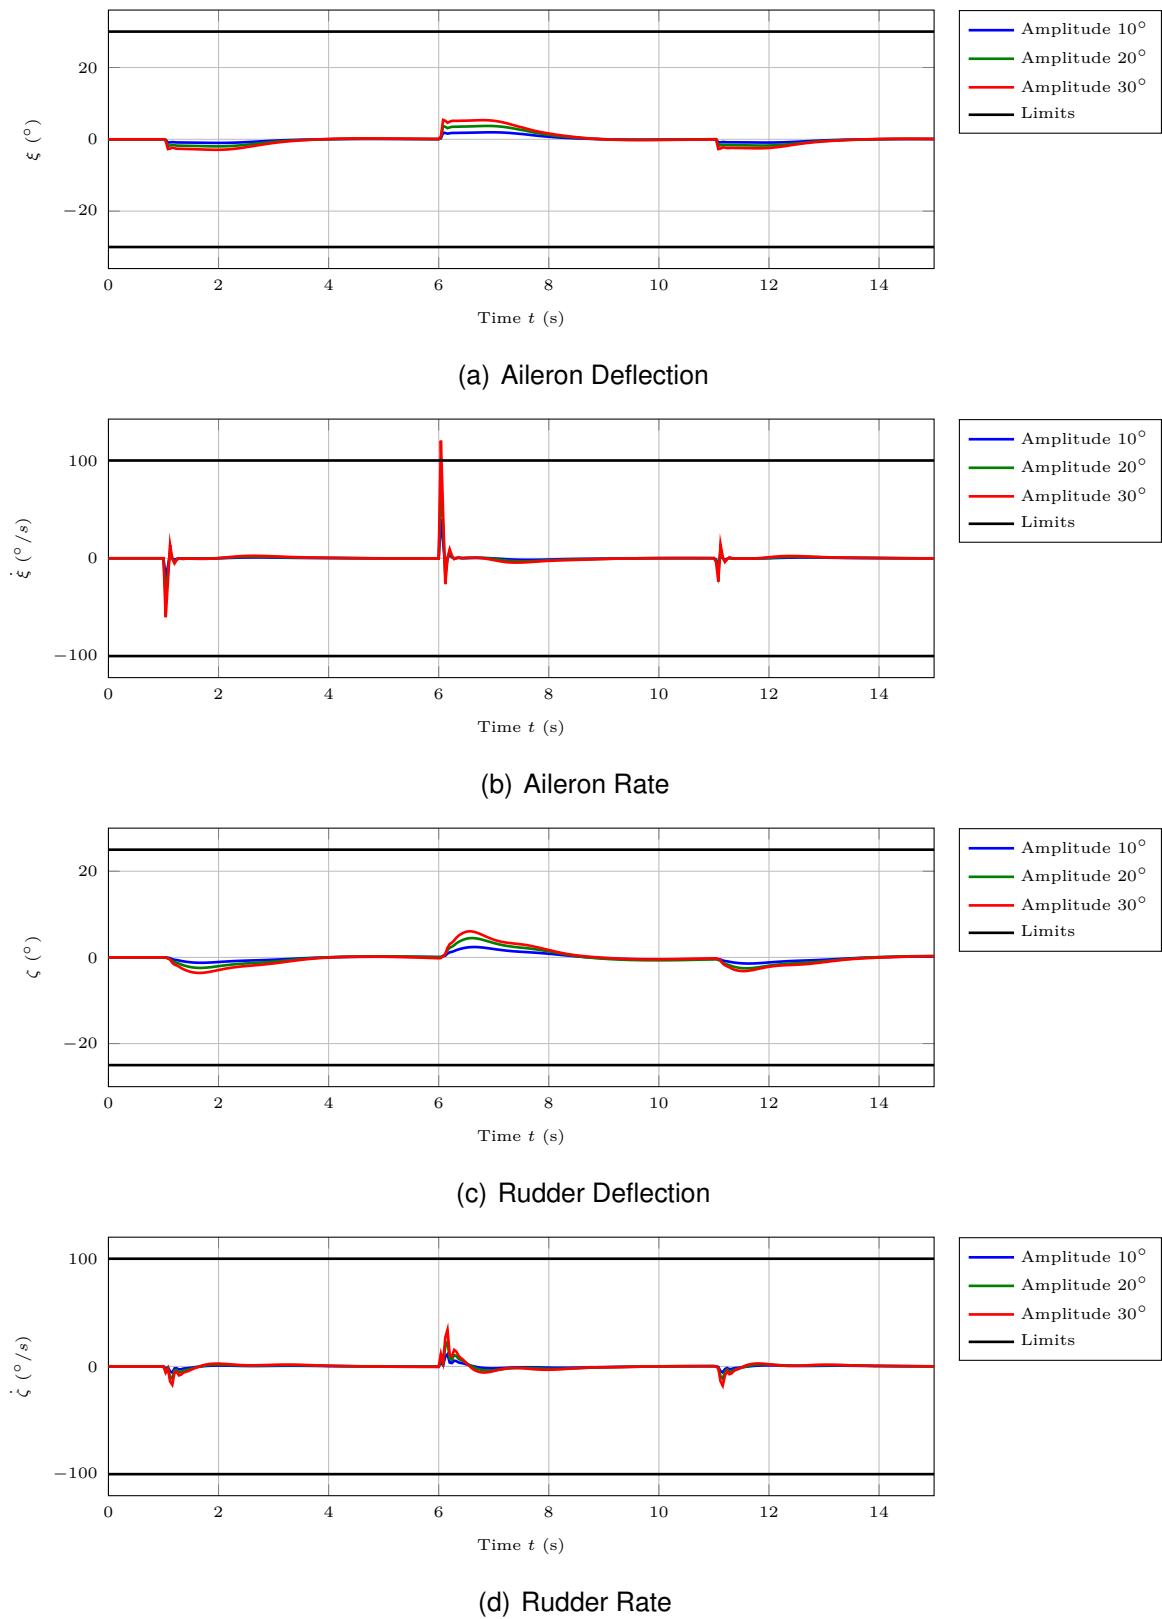 20
0
−20
ξ (°)
0 2 4 6 8 10 12 14
Time t (s)
Amplitude 10°
Amplitude 20°
Amplitude 30°
Limits
(a) Aileron Deflection
100
0
−100
ξ̇ (°/s)
0 2 4 6 8 10 12 14
Time t (s)
Amplitude 10°
Amplitude 20°
Amplitude 30°
Limits
(b) Aileron Rate
20
0
−20
ζ (°)
0 2 4 6 8 10 12 14
Time t (s)
Amplitude 10°
Amplitude 20°
Amplitude 30°
Limits
(c) Rudder Deflection
100
0
−100
ζ̇ (°/s)
0 2 4 6 8 10 12 14
Time t (s)
Amplitude 10°
Amplitude 20°
Amplitude 30°
Limits
(d) Rudder Rate